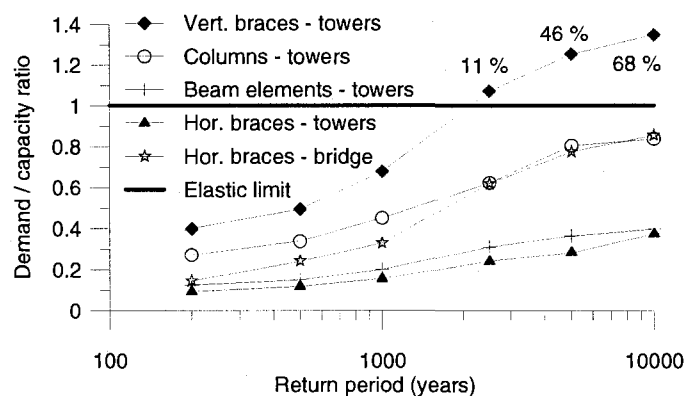 1.4
1.2
1
0.8
0.6
0.4
0.2
0
Demand / capacity ratio
Vert. braces - towers
Columns - towers
Beam elements - towers
Hor. braces - towers
Hor. braces - bridge
Elastic limit
11 %
46 %
68 %
100
1000
10000
Return period (years)